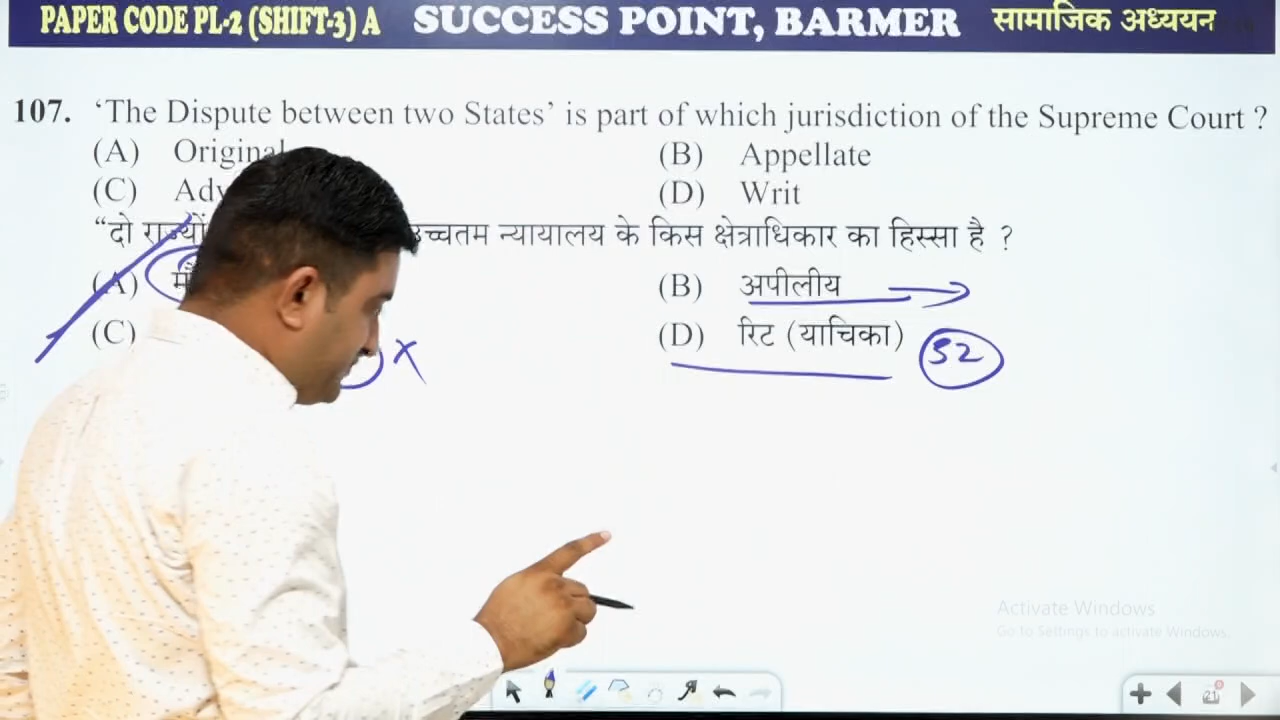 PAPER CODE PL-2 (SHIFT-3) A SUCCESS POINT, BARMER सामाजिक अध्ययन
107. ‘The Dispute between two States’ is part of which jurisdiction of the Supreme Court ?
(A) Original (B) Appellate
(C) (D) Writ
“दो राज्यों उच्चतम न्यायालय के किस क्षेत्राधिकार का हिस्सा है ?
(A) (B) अपीलीय
(C) (D) रिट (याचिका) 32
x
Activate Windows
Go to Settings to activate Windows.
21